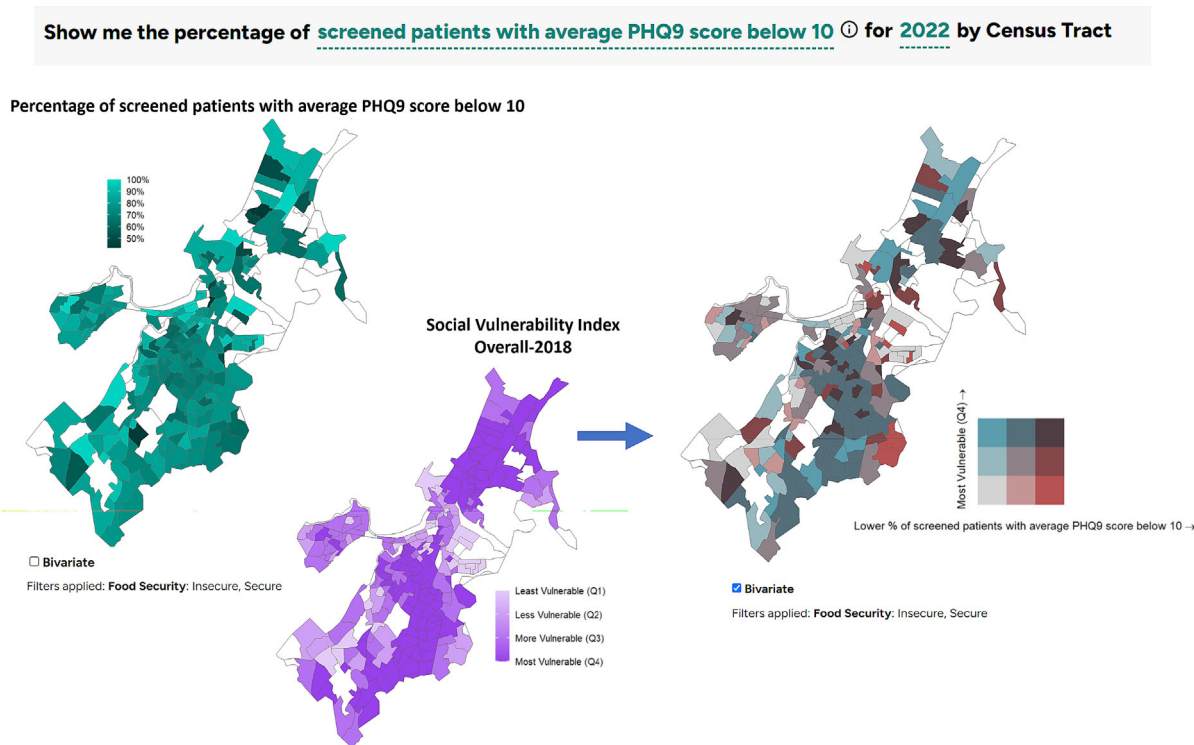 Show me the percentage of screened patients with average PHQ9 score below 10 ⓘ for 2022 by Census Tract
Percentage of screened patients with average PHQ9 score below 10
100%
90%
80%
70%
60%
50%
Social Vulnerability Index
Overall-2018
Bivariate
Filters applied: Food Security: Insecure, Secure
Least Vulnerable (Q1)
Less Vulnerable (Q2)
More Vulnerable (Q3)
Most Vulnerable (Q4)
Most Vulnerable (Q4) →
Lower % of screened patients with average PHQ9 score below 10 →
Bivariate
Filters applied: Food Security: Insecure, Secure